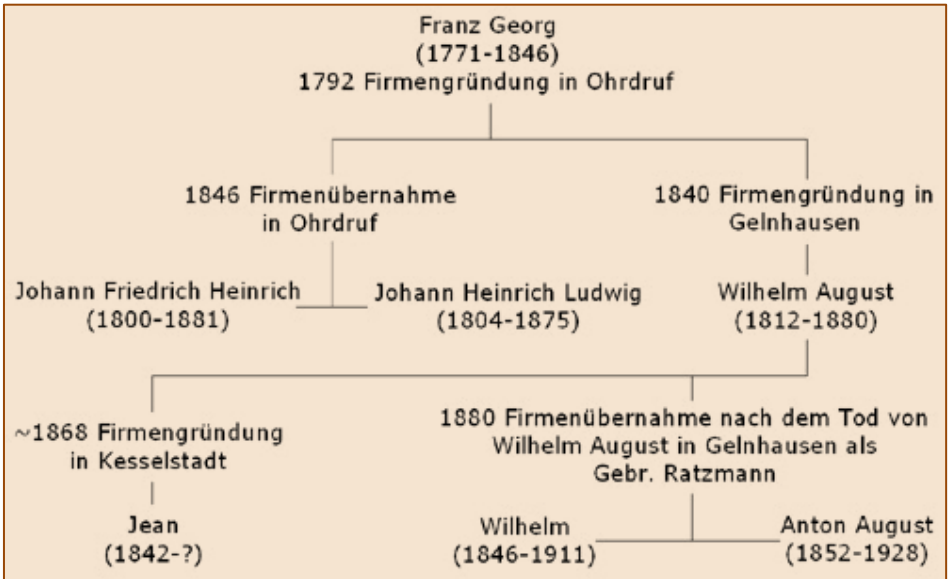 Franz Georg
(1771-1846)
1792 Firmengründung in Ohrdruf
1846 Firmenübernahme
in Ohrdruf
1840 Firmengründung in
Gelnhausen
Johann Friedrich Heinrich
(1800-1881)
Johann Heinrich Ludwig
(1804-1875)
Wilhelm August
(1812-1880)
~1868 Firmengründung
in Kesselstadt
1880 Firmenübernahme nach dem Tod von
Wilhelm August in Gelnhausen als
Gebr. Ratzmann
Jean
(1842-?)
Wilhelm
(1846-1911)
Anton August
(1852-1928)